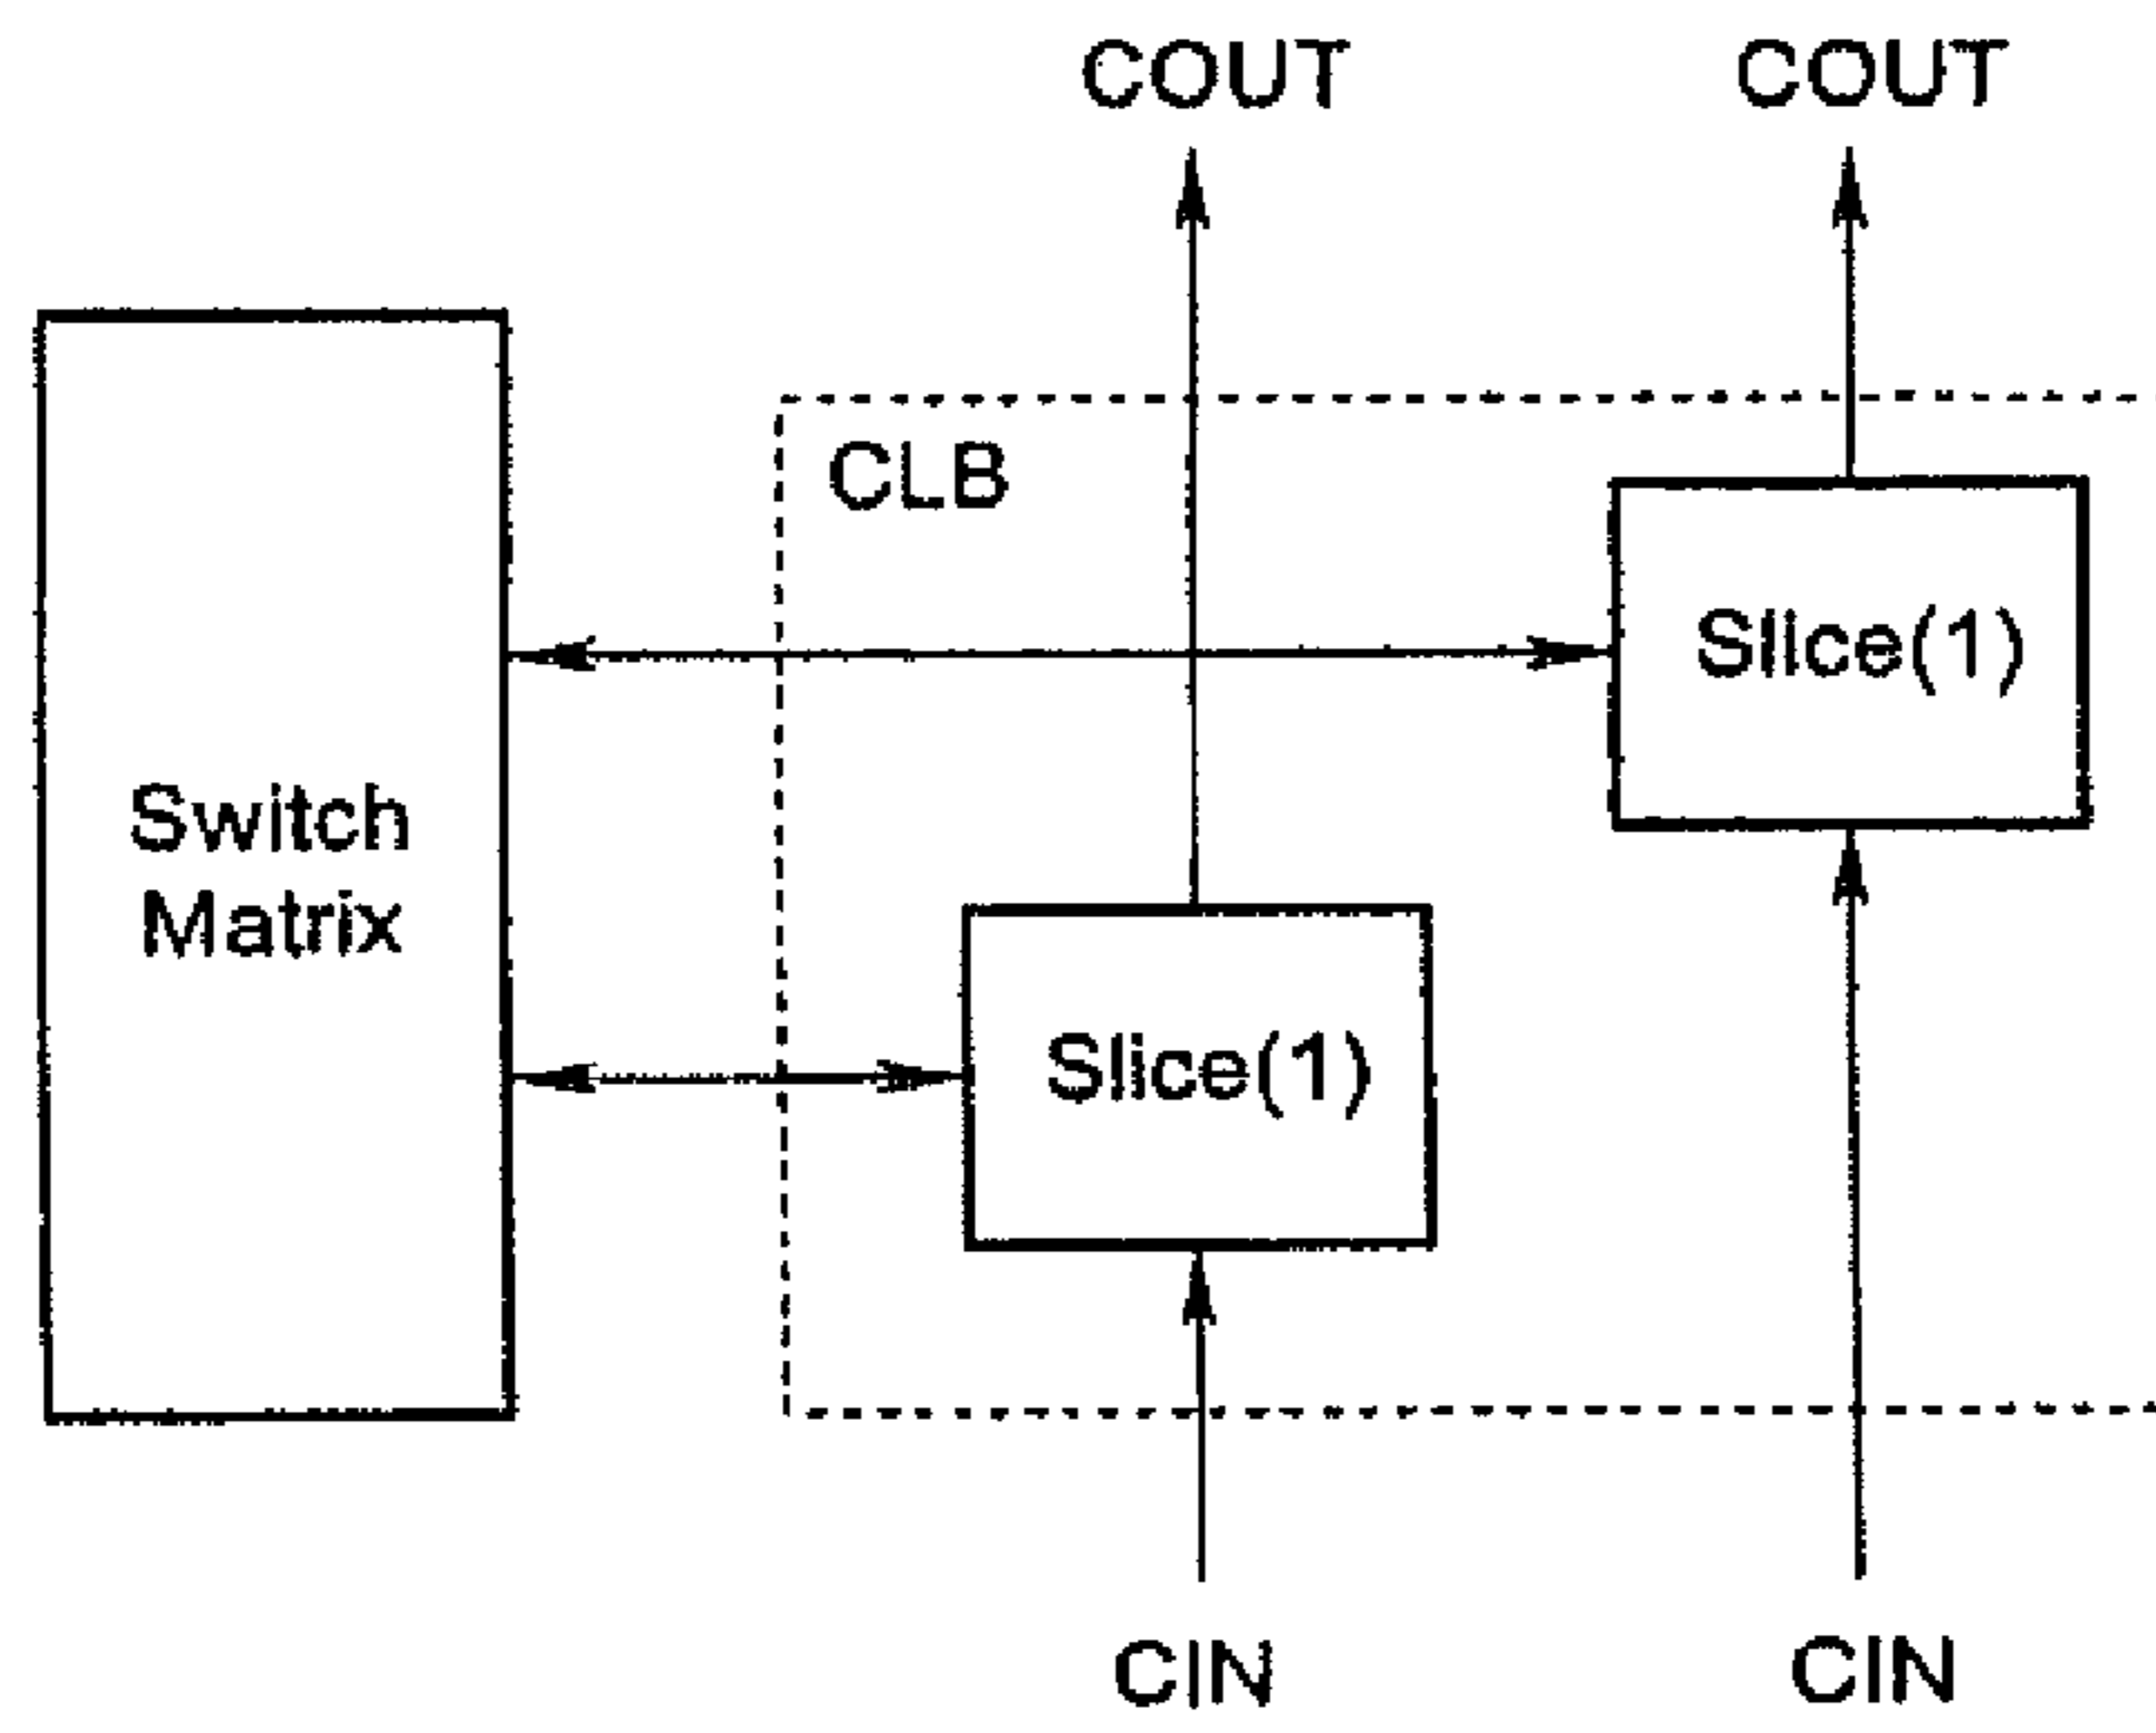 COUT
COUT
CLB
Slice(1)
Switch
Matrix
Slice(1)
CIN
CIN